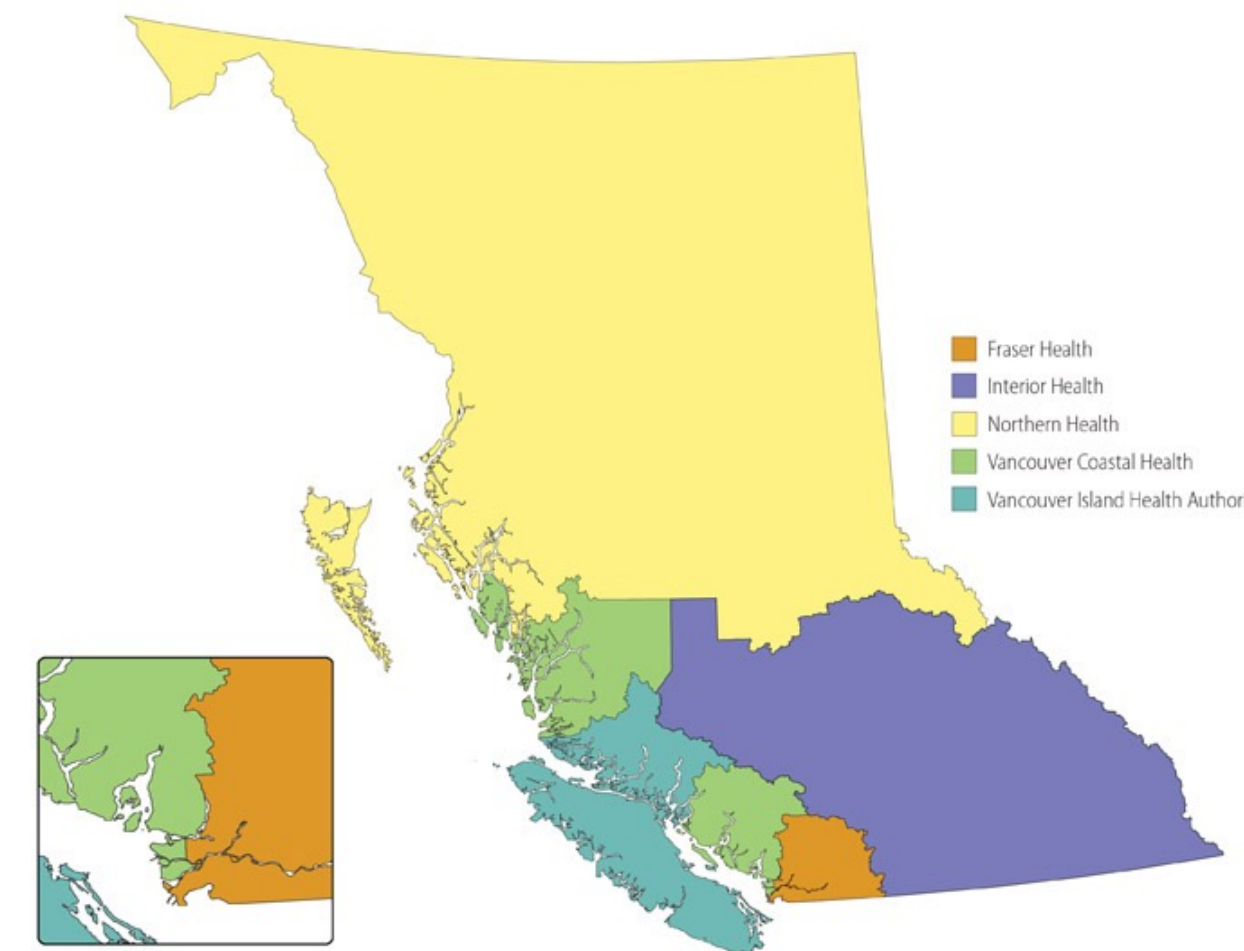 Fraser Health
Interior Health
Northern Health
Vancouver Coastal Health
Vancouver Island Health Author